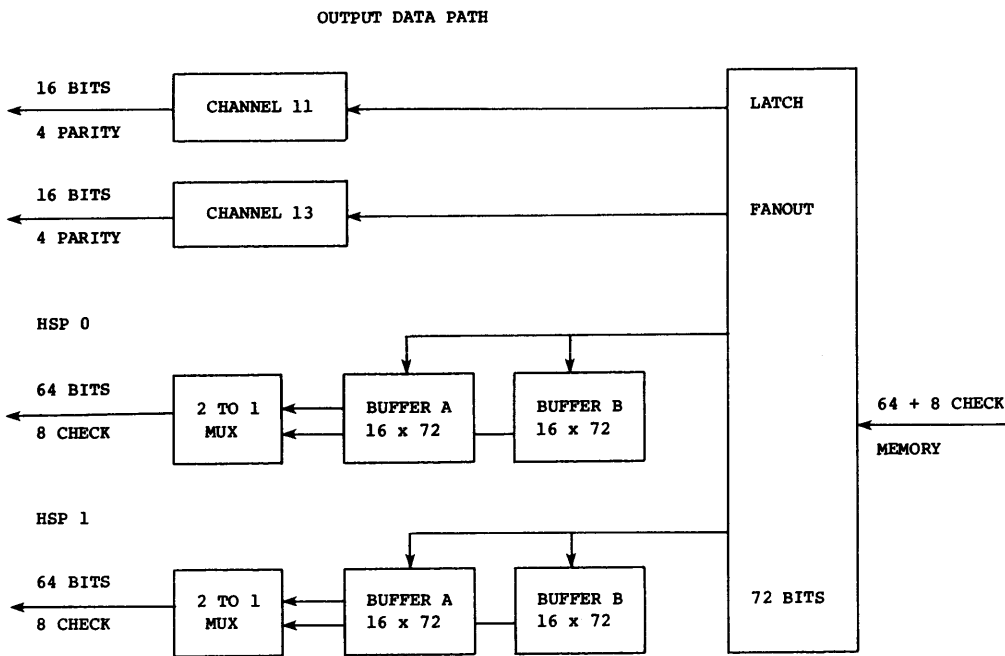 OUTPUT DATA PATH
16 BITS
4 PARITY
CHANNEL 11
LATCH
16 BITS
4 PARITY
CHANNEL 13
FANOUT
HSP 0
64 BITS
8 CHECK
2 TO 1
MUX
BUFFER A
16 x 72
BUFFER B
16 x 72
64 + 8 CHECK
MEMORY
HSP 1
64 BITS
8 CHECK
2 TO 1
MUX
BUFFER A
16 x 72
BUFFER B
16 x 72
72 BITS